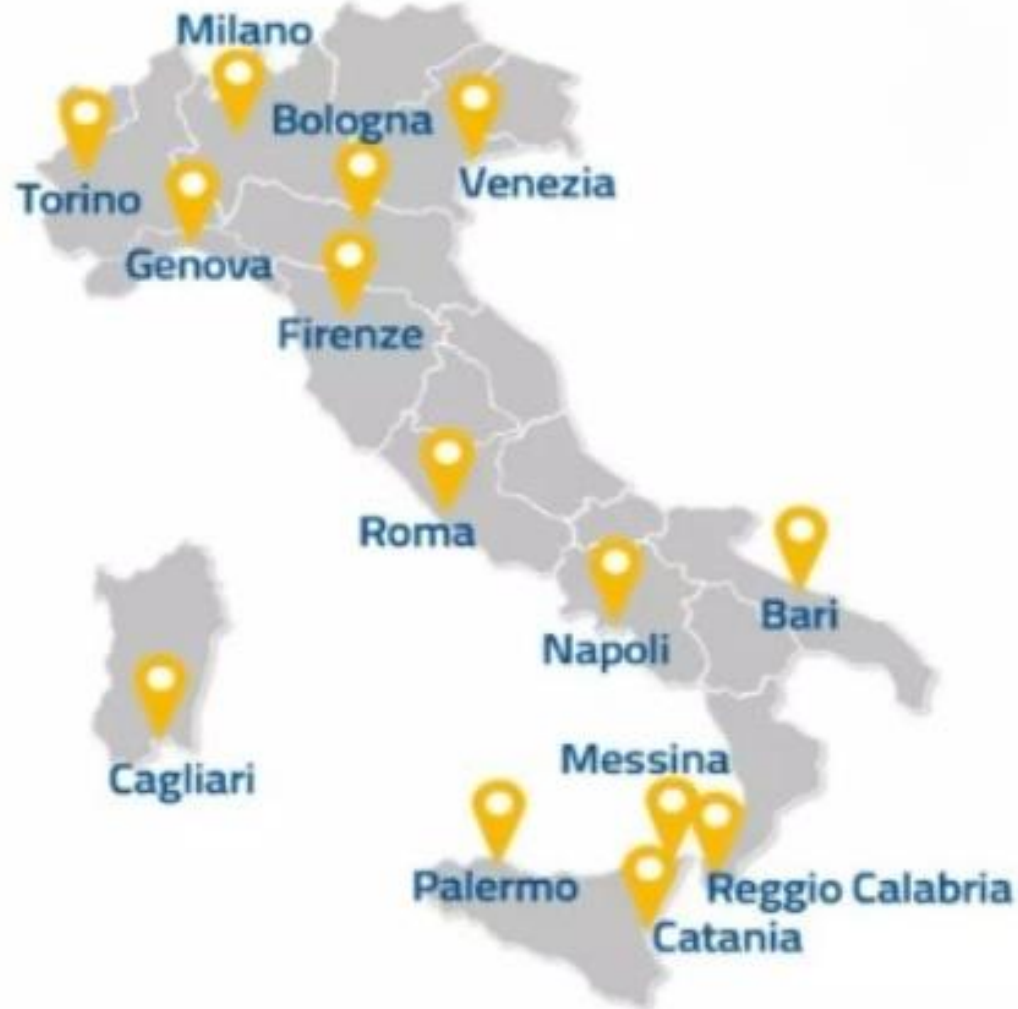 Milano
Bologna
Venezia
Torino
Genova
Firenze
Roma
Bari
Napoli
Messina
Cagliari
Palermo
Reggio Calabria
Catania